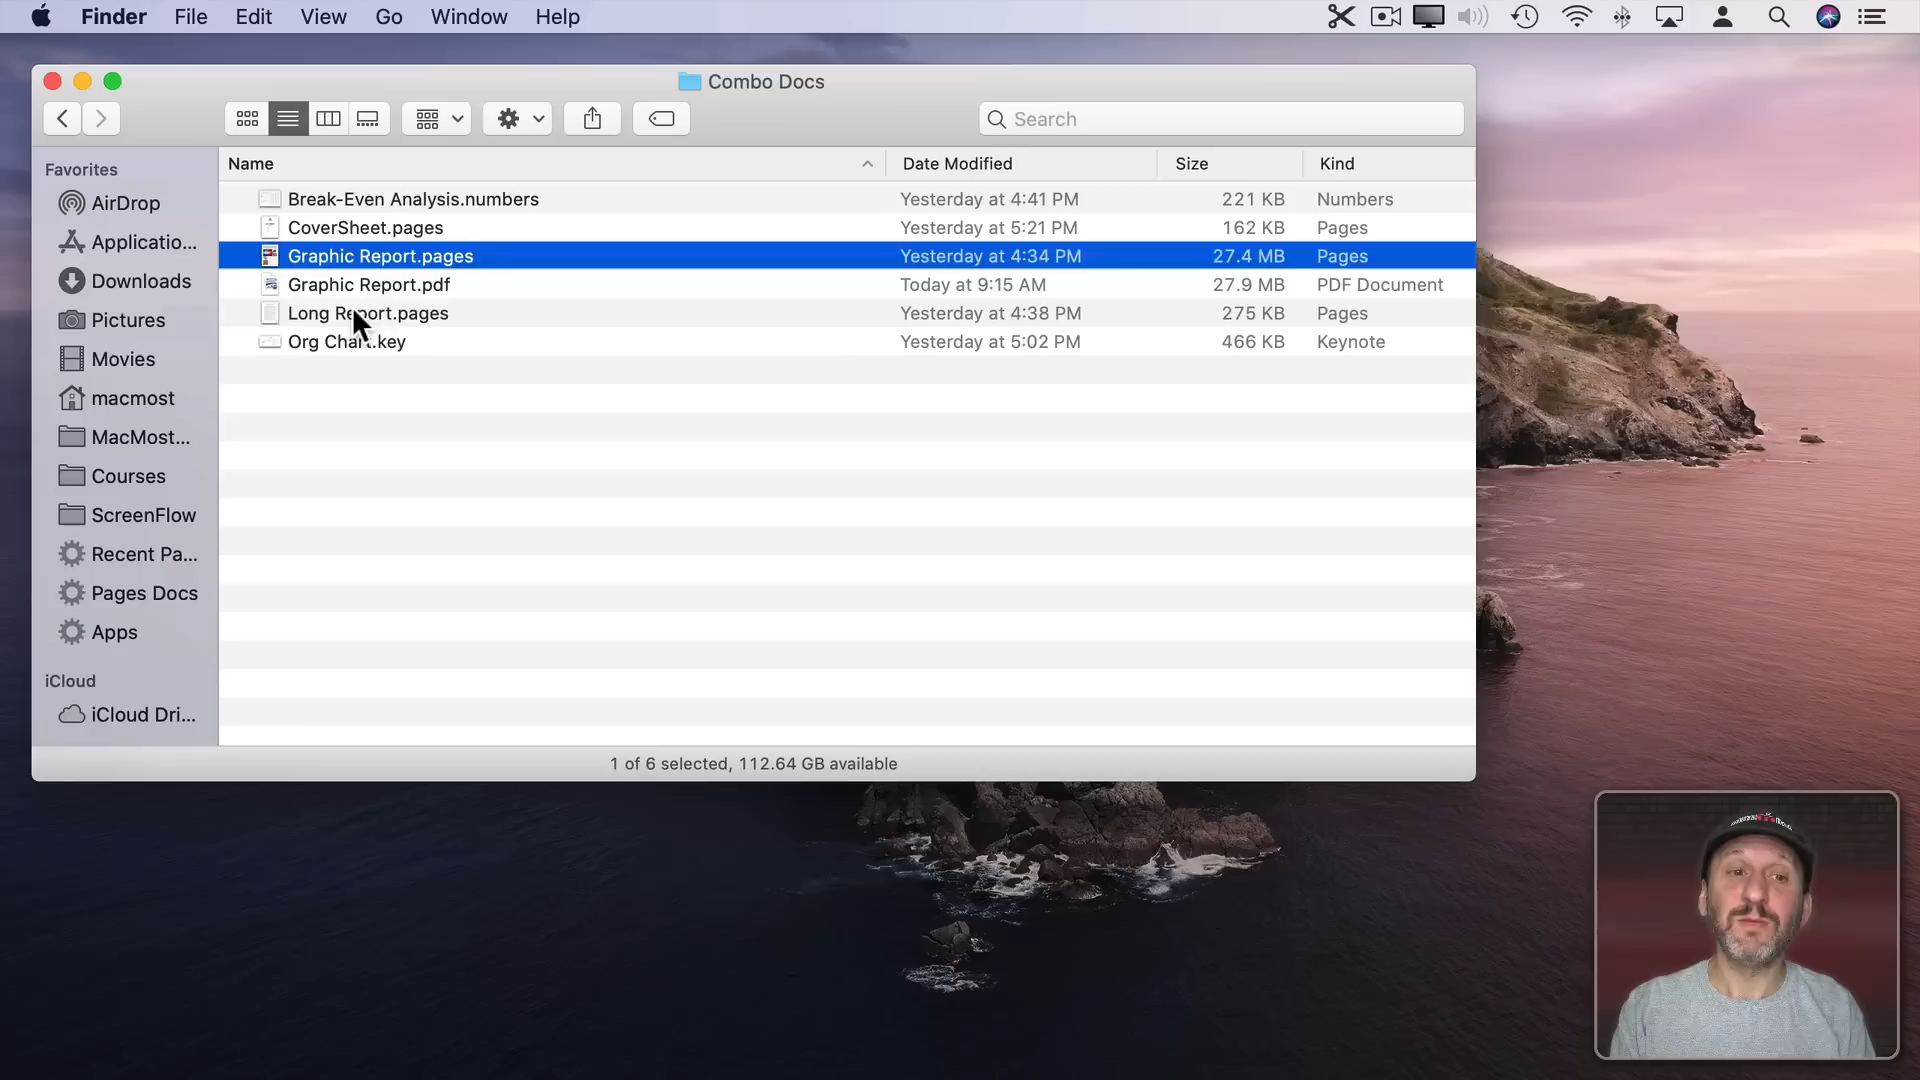 Finder File Edit View Go Window Help
Combo Docs
Search
Favorites
AirDrop
Applicatio...
Downloads
Pictures
Movies
macmost
MacMost...
Courses
ScreenFlow
Recent Pa...
Pages Docs
Apps
iCloud
iCloud Dri...
Name Date Modified Size Kind
Break-Even Analysis.numbers Yesterday at 4:41 PM 221 KB Numbers
CoverSheet.pages Yesterday at 5:21 PM 162 KB Pages
Graphic Report.pages Yesterday at 4:34 PM 27.4 MB Pages
Graphic Report.pdf Today at 9:15 AM 27.9 MB PDF Document
Long Report.pages Yesterday at 4:38 PM 275 KB Pages
Org Chart.key Yesterday at 5:02 PM 466 KB Keynote
1 of 6 selected, 112.64 GB available